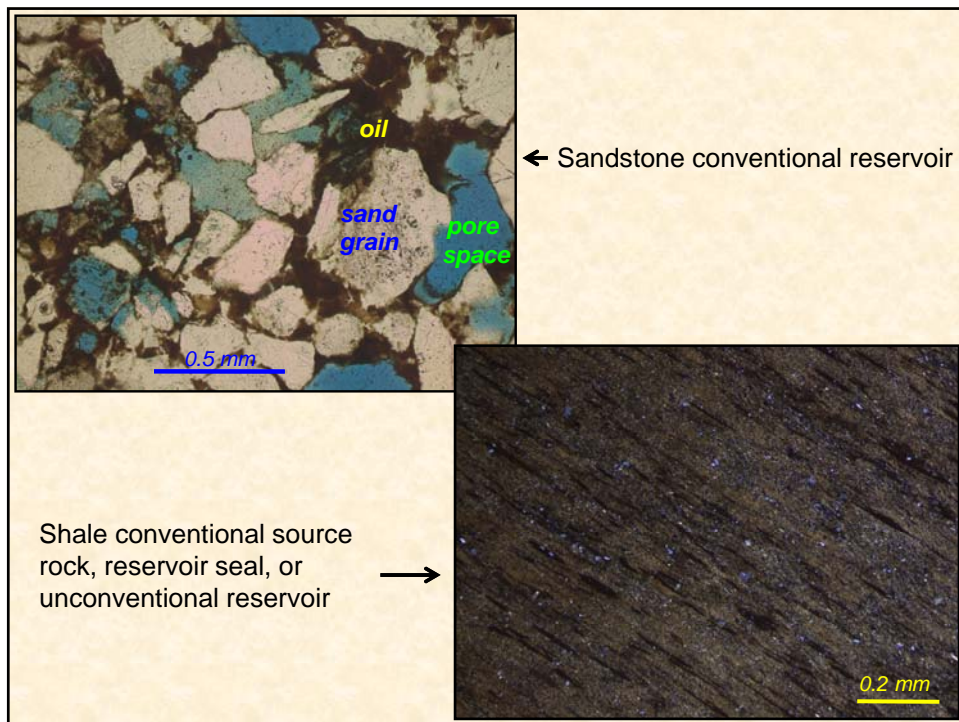 oil
Sandstone conventional reservoir
sand
grain
pore
space
0.5 mm
Shale conventional source
rock, reservoir seal, or
unconventional reservoir
0.2 mm